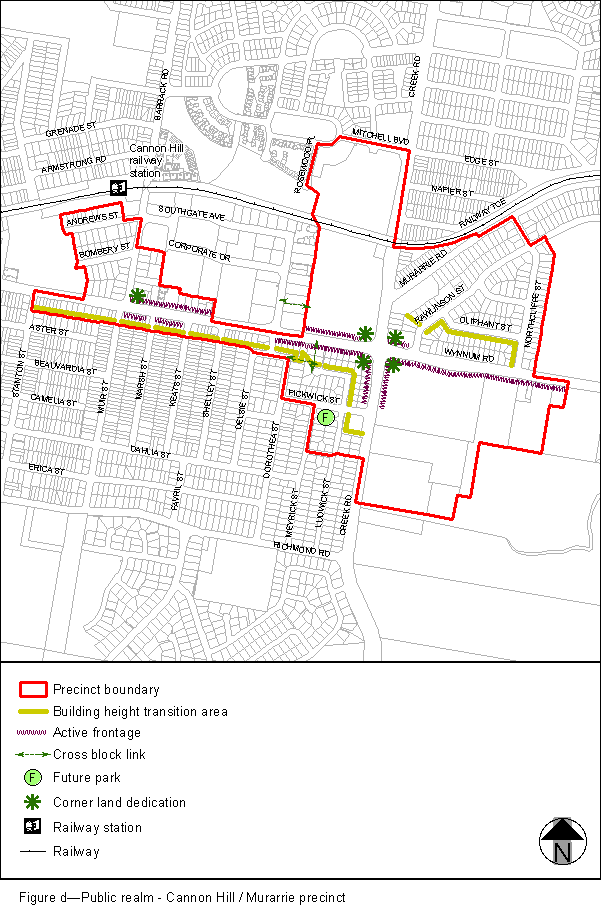 BARRACK RD
CREEK RD
GRENADE ST
ARMSTRONG RD
Cannon Hill
railway
station
ROSEWOOD PL
MITCHELL BVD
EDGE ST
NAPIER ST
RAILWAY TCE
ANDREWS ST
SOUTHGATE AVE
BOMBERY ST
CORPORATE DR
MURARRIE RD
RAWLINSON ST
OLIPHANT ST
NORTHCLIFFE ST
WYNNUM RD
ASTER ST
BEAUVARDIA ST
CAMELIA ST
STANTON ST
MUIR ST
MARSH ST
KEATS ST
SHELLEY ST
DELSIE ST
PICKWICK ST
F
DAHLIA ST
DOROTHEA ST
ERICA ST
FAVRIL ST
MEYRICK ST
LUDWICK ST
CREEK RD
RICHMOND RD
Precinct boundary
Building height transition area
Active frontage
Cross block link
F Future park
Corner land dedication
Railway station
Railway
N
Figure d—Public realm - Cannon Hill / Murarrie precinct